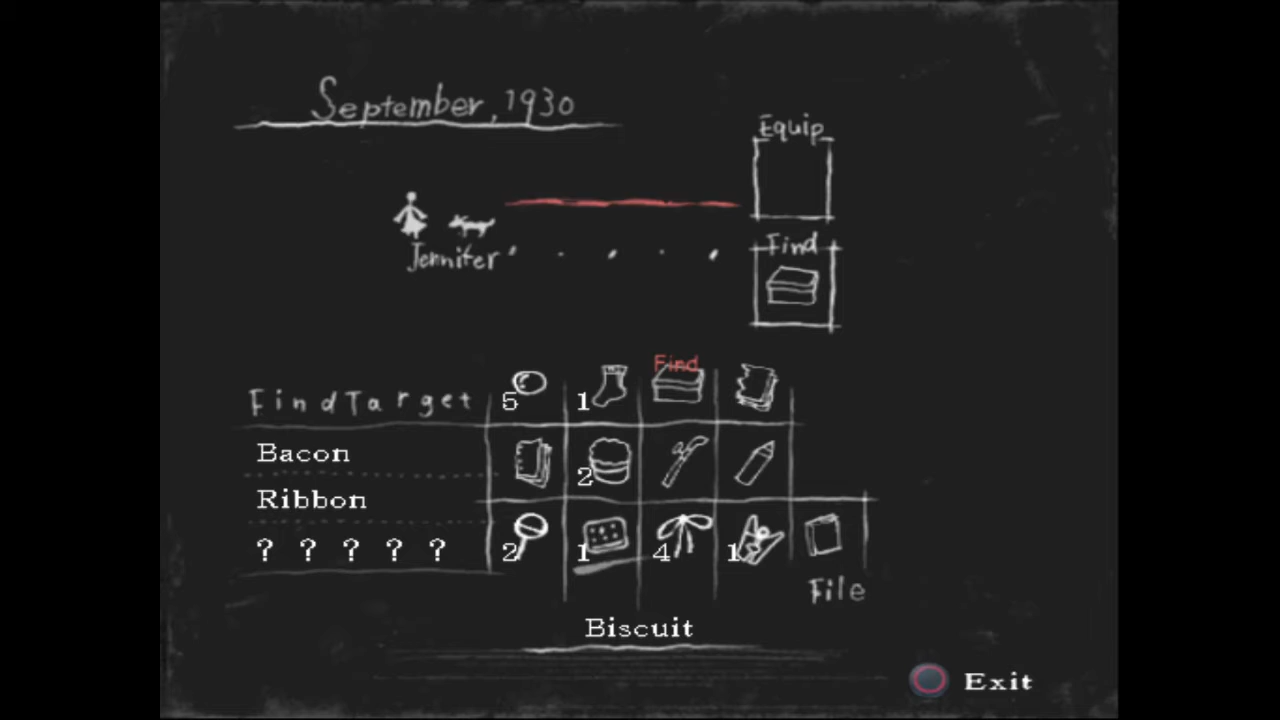 September, 1930
Equip
Jennifer
Find
Find
5 1
FindTarget
Bacon
2
Ribbon
? ? ? ? ?
2 1 4 1
File
Biscuit
Exit